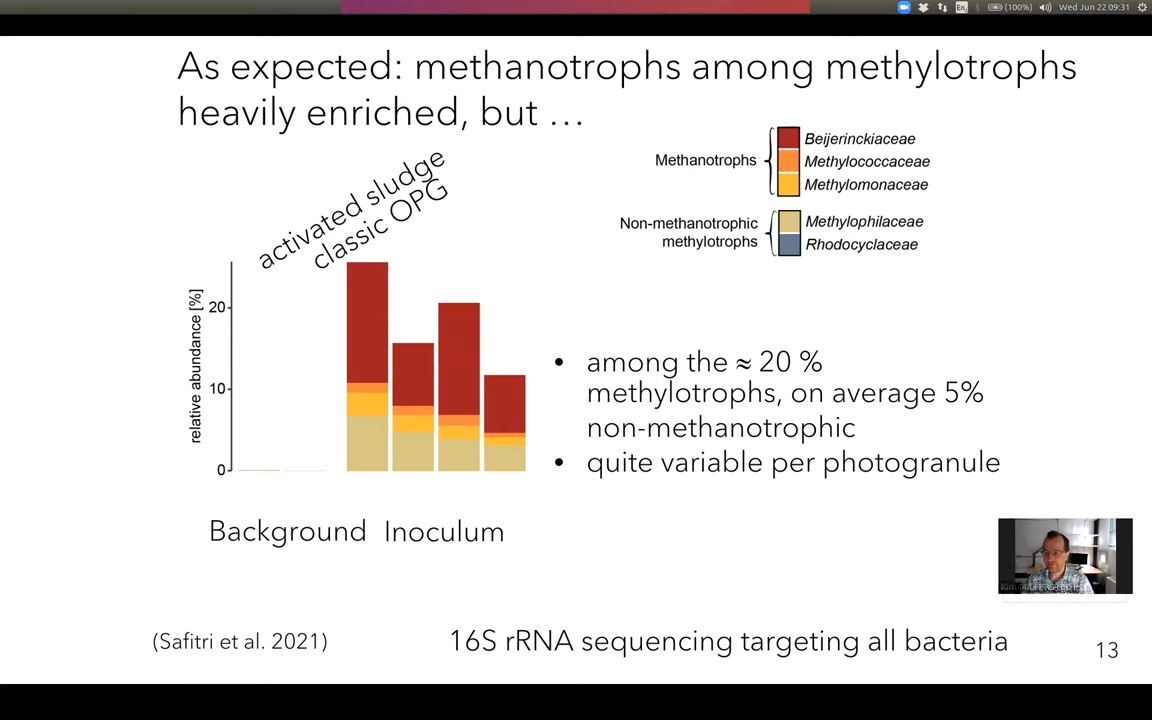 En
(100%)
Wed Jun 22 09:31
As expected: methanotrophs among methylotrophs
heavily enriched, but …
activated sludge
classic OPG
Methanotrophs
Beijerinckiaceae
Methylococcaceae
Methylomonaceae
Non-methanotrophic
methylotrophs
Methylophilaceae
Rhodocyclaceae
relative abundance [%]
20
10
0
Background
Inoculum
• among the ≈ 20 %
methylotrophs, on average 5%
non-methanotrophic
• quite variable per photogranule
(Safitri et al. 2021)
16S rRNA sequencing targeting all bacteria
13